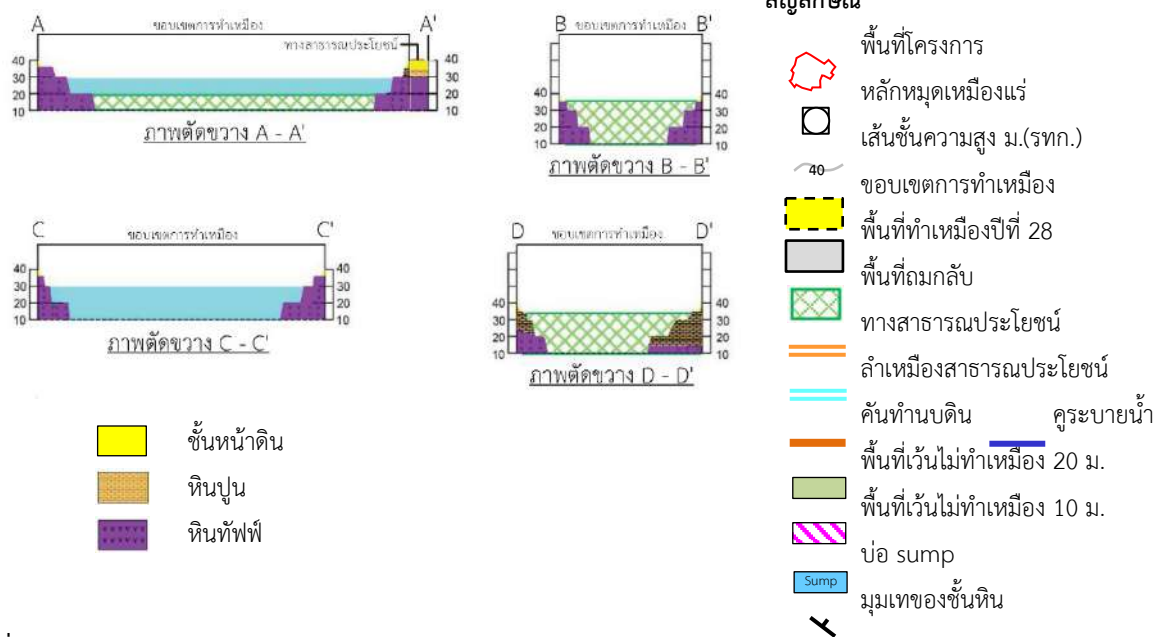 สัญลักษณ์
A ขอบเขตการทำเหมือง A'
ทางสาธารณประโยชน์
40 40
30 30
20 20
10 10
ภาพตัดขวาง A - A'
B ขอบเขตการทำเหมือง B'
40 40
30 30
20 20
10 10
ภาพตัดขวาง B - B'
C ขอบเขตการทำเหมือง C'
40 40
30 30
20 20
10 10
ภาพตัดขวาง C - C'
D ขอบเขตการทำเหมือง D'
40 40
30 30
20 20
10 10
ภาพตัดขวาง D - D'
ชั้นหน้าดิน
หินปูน
หินทัฟฟ์
พื้นที่โครงการ
หลักหมุดเหมืองแร่
เส้นชั้นความสูง ม.(รทก.)
40
ขอบเขตการทำเหมือง
พื้นที่ทำเหมืองปีที่ 28
พื้นที่ถมกลับ
ทางสาธารณประโยชน์
ลำเหมืองสาธารณประโยชน์
คันทำนบดิน คูระบายน้ำ
พื้นที่เว้นไม่ทำเหมือง 20 ม.
พื้นที่เว้นไม่ทำเหมือง 10 ม.
บ่อ sump
Sump
มุมเทของชั้นหิน